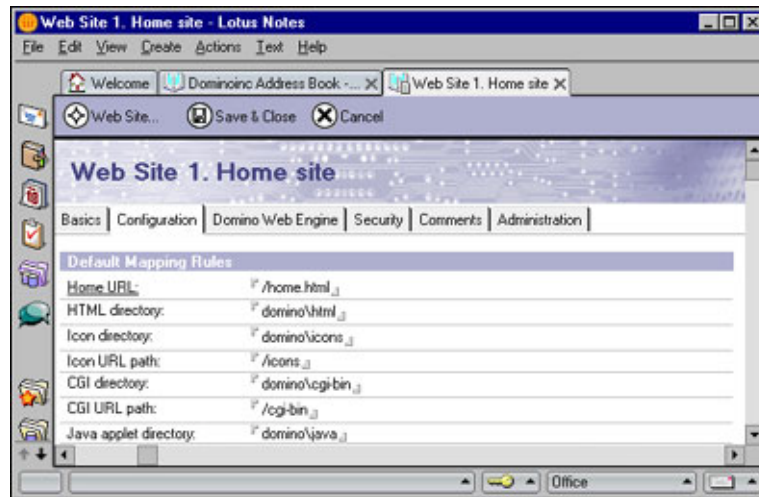 Web Site 1. Home site - Lotus Notes
File Edit View Create Actions Text Help
Welcome Dominoinc Address Book -... Web Site 1. Home site
Web Site... Save & Close Cancel
Web Site 1. Home site
Basics Configuration Domino Web Engine Security Comments Administration
Default Mapping Rules
Home URL: /home.html
HTML directory: domino\html
Icon directory: domino\icons
Icon URL path: /icons
CGI directory: domino\cgi-bin
CGI URL path: /cgi-bin
Java applet directory: domino\java
Office